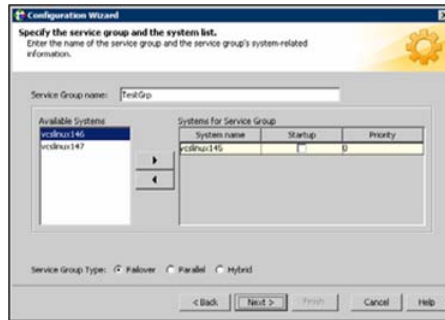 Configuration Wizard
Specify the service group and the system list.
Enter the name of the service group and the service group's system-related
information.
Service Group name: TestGrp
Available Systems
vcslinux146
vcslinux147
Systems for Service Group
System name Startup Priority
vcslinux145 0
Service Group Type: Failover Parallel Hybrid
< Back Next > Finish Cancel Help